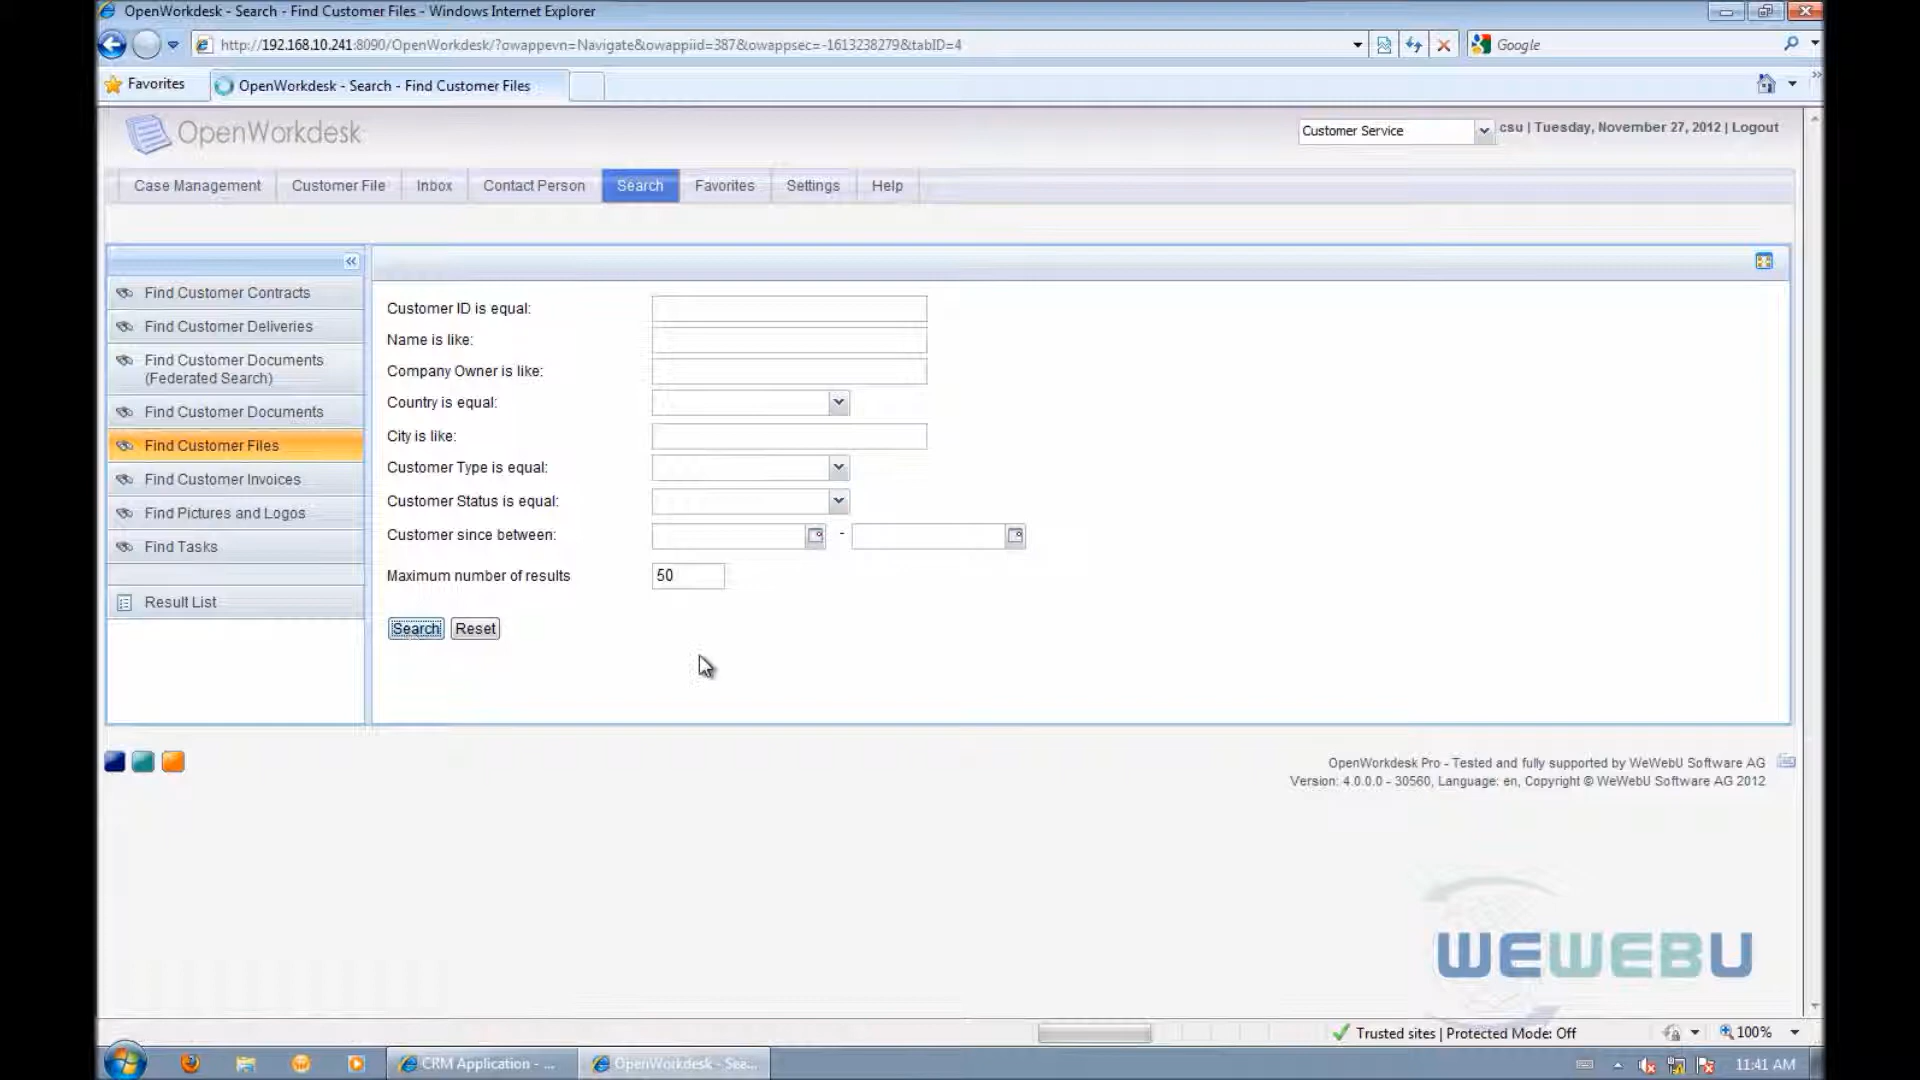 OpenWorkdesk - Search - Find Customer Files - Windows Internet Explorer
http://192.168.10.241:8090/OpenWorkdesk/?owappevn=Navigate&owappiid=387&owappsec=-1613238279&tabID=4
Google
Favorites
OpenWorkdesk - Search - Find Customer Files
OpenWorkdesk
Customer Service
csu | Tuesday, November 27, 2012 | Logout
Case Management
Customer File
Inbox
Contact Person
Search
Favorites
Settings
Help
Find Customer Contracts
Find Customer Deliveries
Find Customer Documents
(Federated Search)
Find Customer Documents
Find Customer Files
Find Customer Invoices
Find Pictures and Logos
Find Tasks
Result List
Customer ID is equal:
Name is like:
Company Owner is like:
Country is equal:
City is like:
Customer Type is equal:
Customer Status is equal:
Customer since between:
-
Maximum number of results
50
Search
Reset
OpenWorkdesk Pro - Tested and fully supported by WeWebU Software AG
Version: 4.0.0.0 - 30560, Language: en, Copyright © WeWebU Software AG 2012
WEWEBU
Trusted sites | Protected Mode: Off
100%
CRM Application - ...
OpenWorkdesk - Sea...
11:41 AM